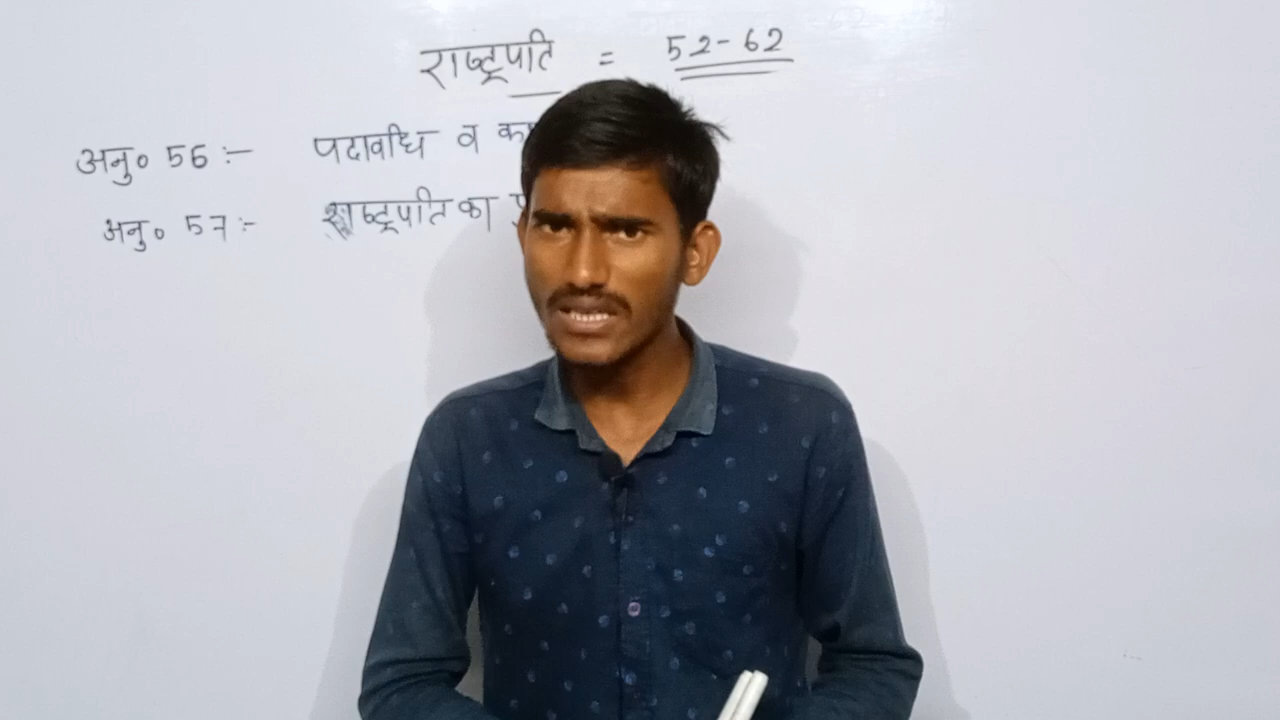 राष्ट्रपति = 52-62
अनु० 56 :- पदावधि व
अनु० 57 :- राष्ट्रपति का